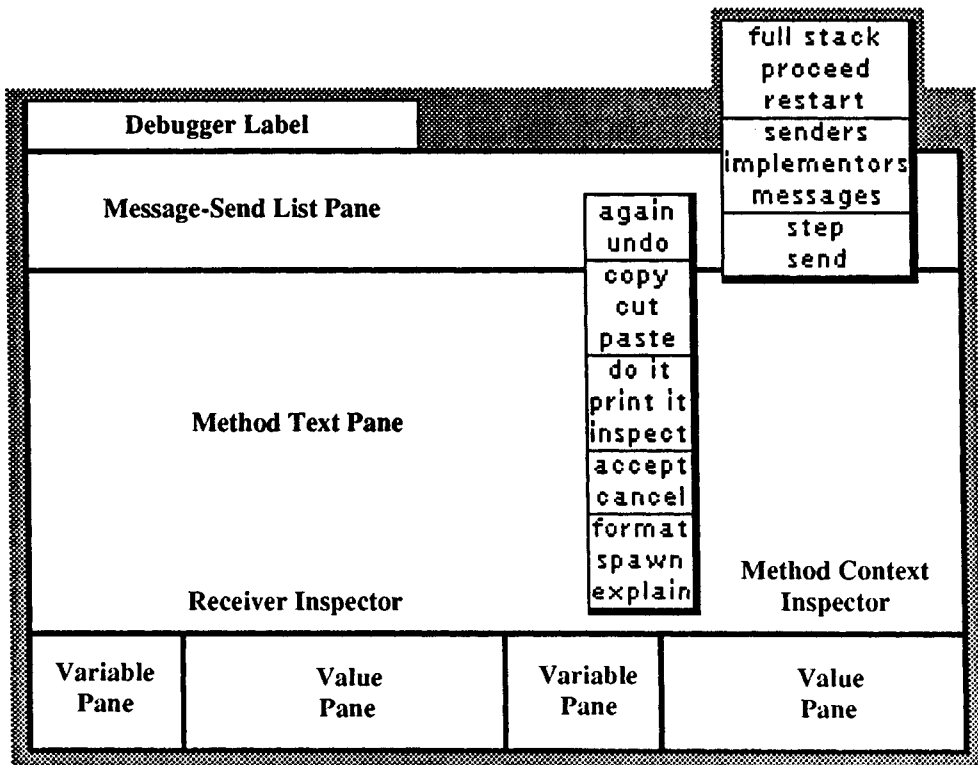 full stack
proceed
restart
senders
implementors
messages
step
send
Debugger Label
Message-Send List Pane
again
undo
copy
cut
paste
do it
print it
inspect
accept
cancel
format
spawn
explain
Method Text Pane
Receiver Inspector
Method Context
Inspector
Variable
Pane
Value
Pane
Variable
Pane
Value
Pane